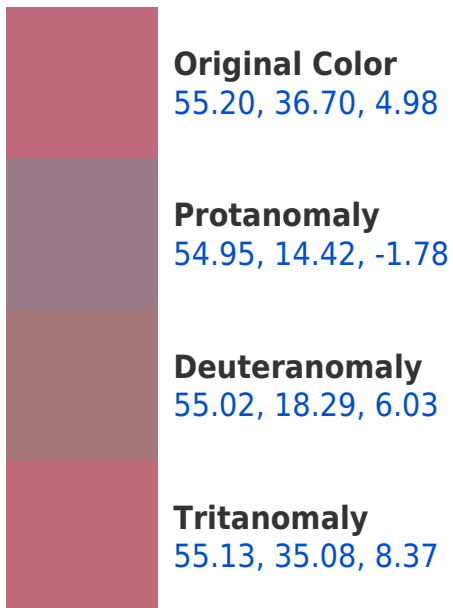 Original Color
55.20, 36.70, 4.98
Protanomaly
54.95, 14.42, -1.78
Deuteranomaly
55.02, 18.29, 6.03
Tritanomaly
55.13, 35.08, 8.37